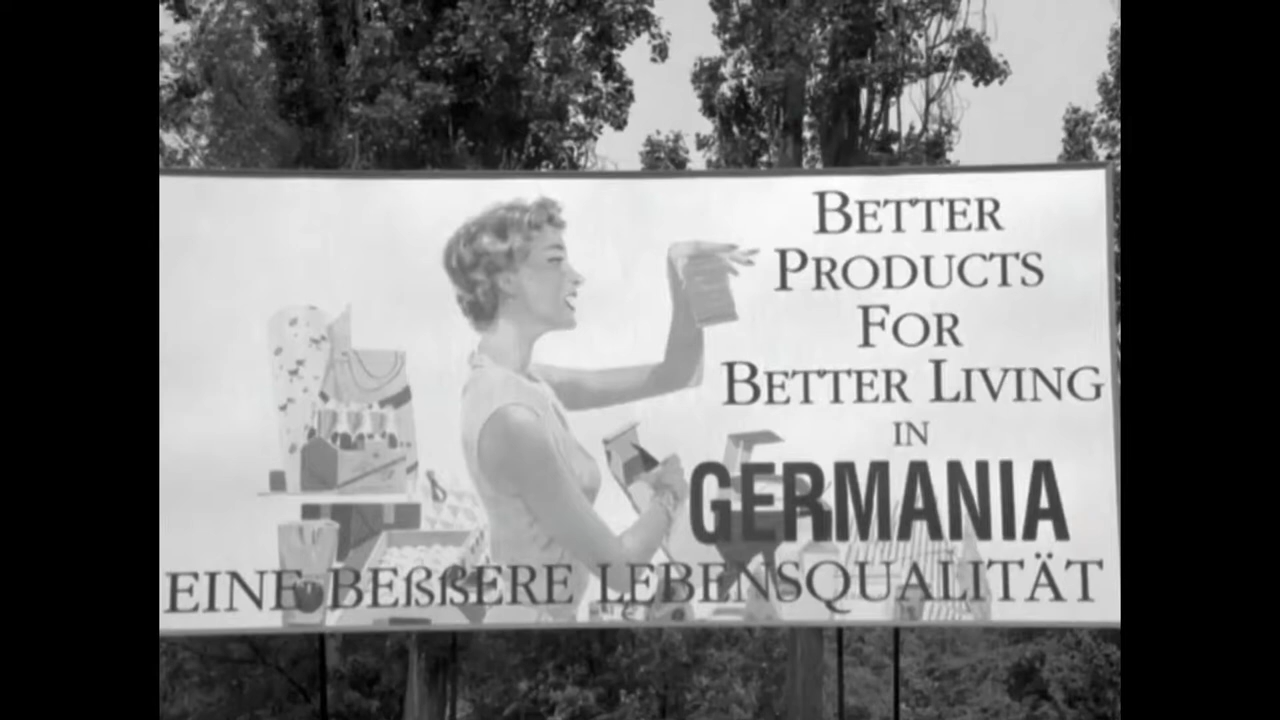 BETTER
PRODUCTS
FOR
BETTER LIVING
IN
GERMANIA
EINE BEßßERE LEBENSQUALITÄT